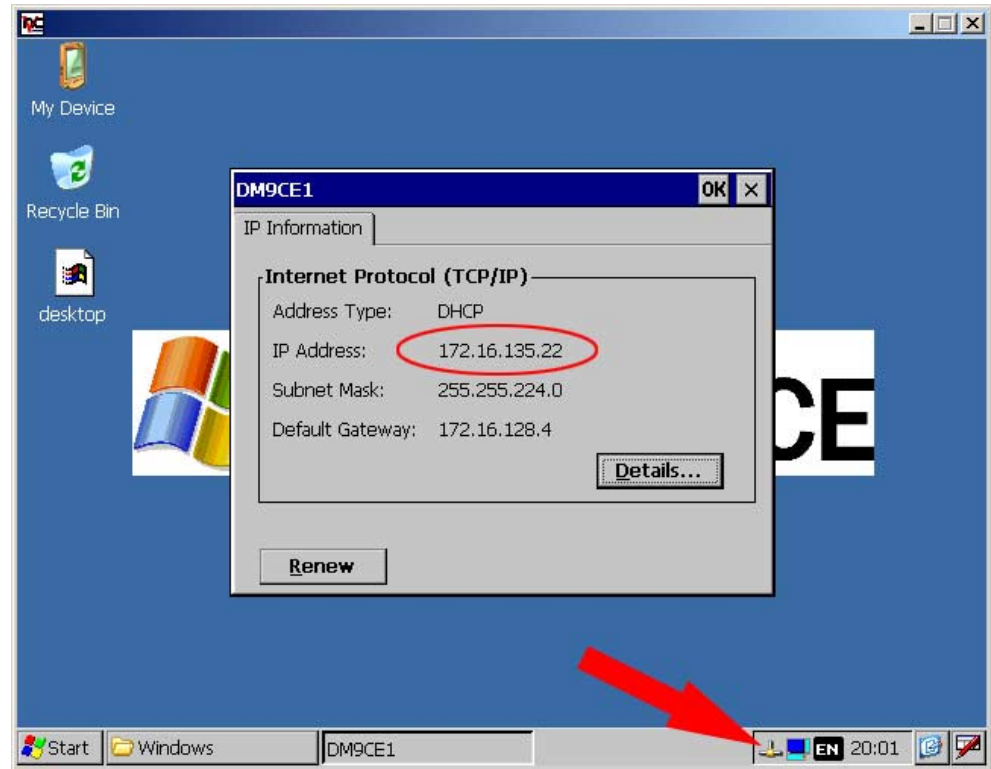 My Device
Recycle Bin
desktop
CE
DM9CE1 OK
IP Information
Internet Protocol (TCP/IP)
Address Type: DHCP
IP Address: 172.16.135.22
Subnet Mask: 255.255.224.0
Default Gateway: 172.16.128.4
Details...
Renew
Start Windows DM9CE1 EN 20:01